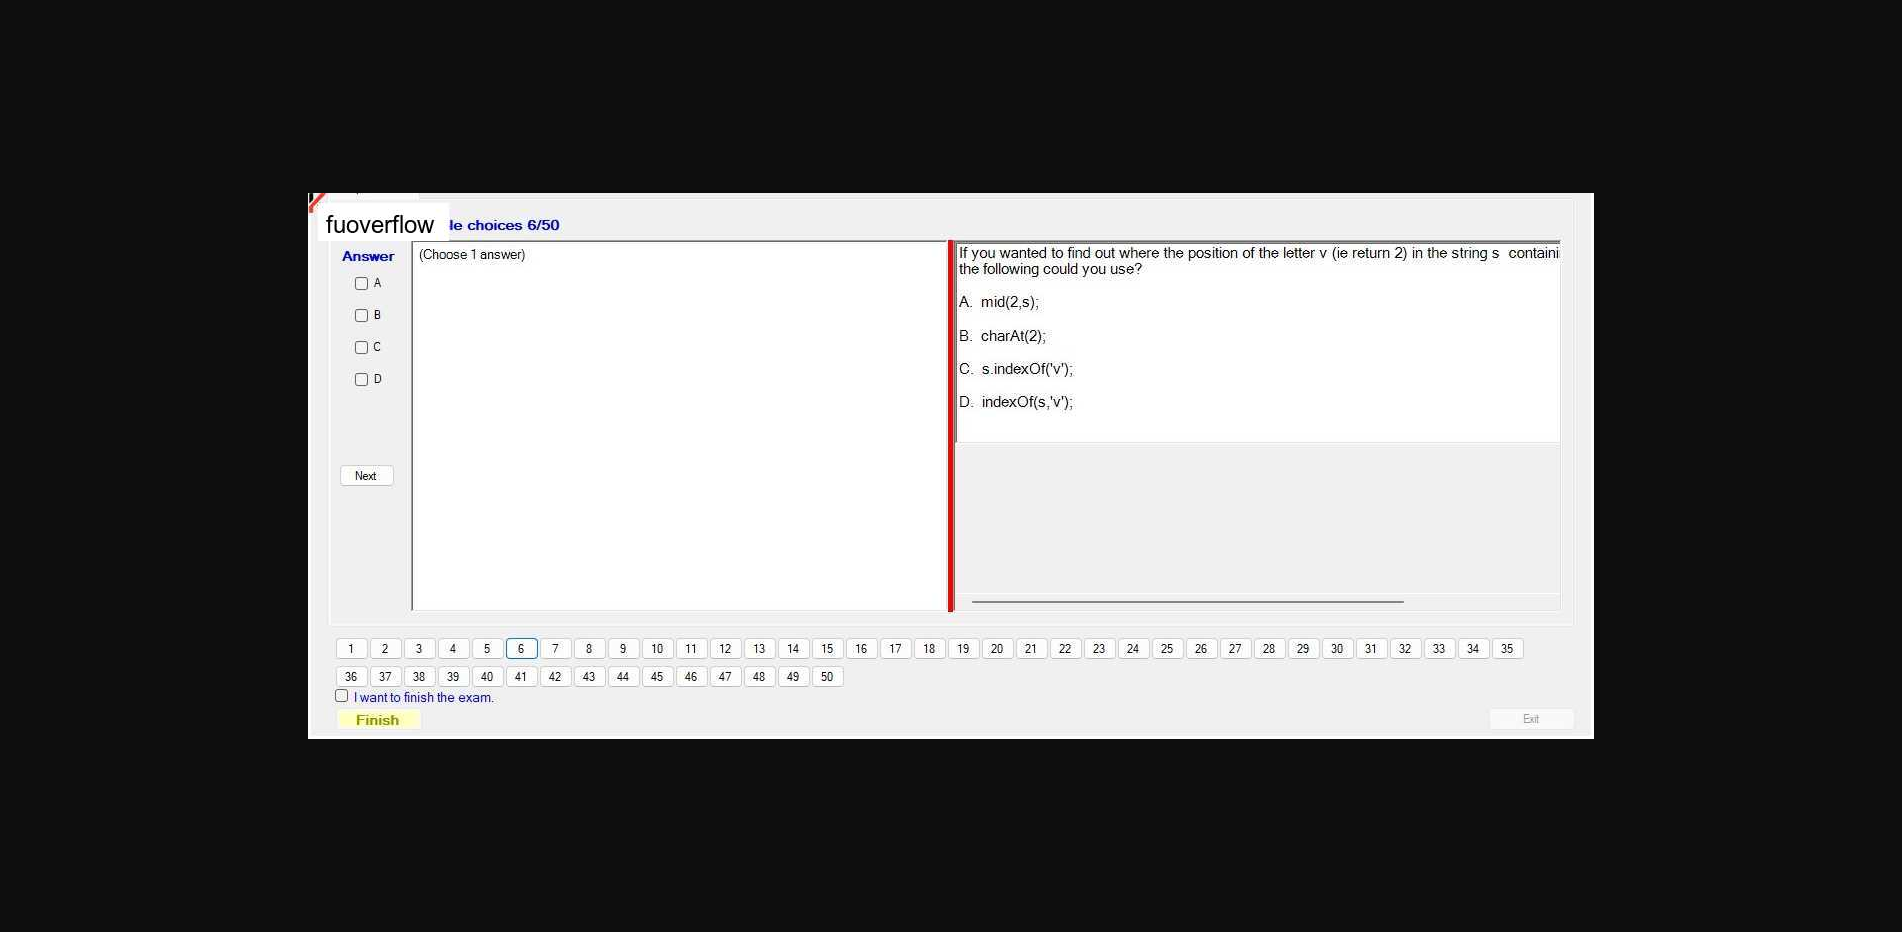 fuoverflow
le choices 6/50
Answer
(Choose 1 answer)
A
B
C
D
Next
If you wanted to find out where the position of the letter v (ie return 2) in the string s containi
the following could you use?
A. mid(2,s);
B. charAt(2);
C. s.indexOf('v');
D. indexOf(s,'v');
1 2 3 4 5 6 7 8 9 10 11 12 13 14 15 16 17 18 19 20 21 22 23 24 25 26 27 28 29 30 31 32 33 34 35
36 37 38 39 40 41 42 43 44 45 46 47 48 49 50
I want to finish the exam.
Finish
Exit